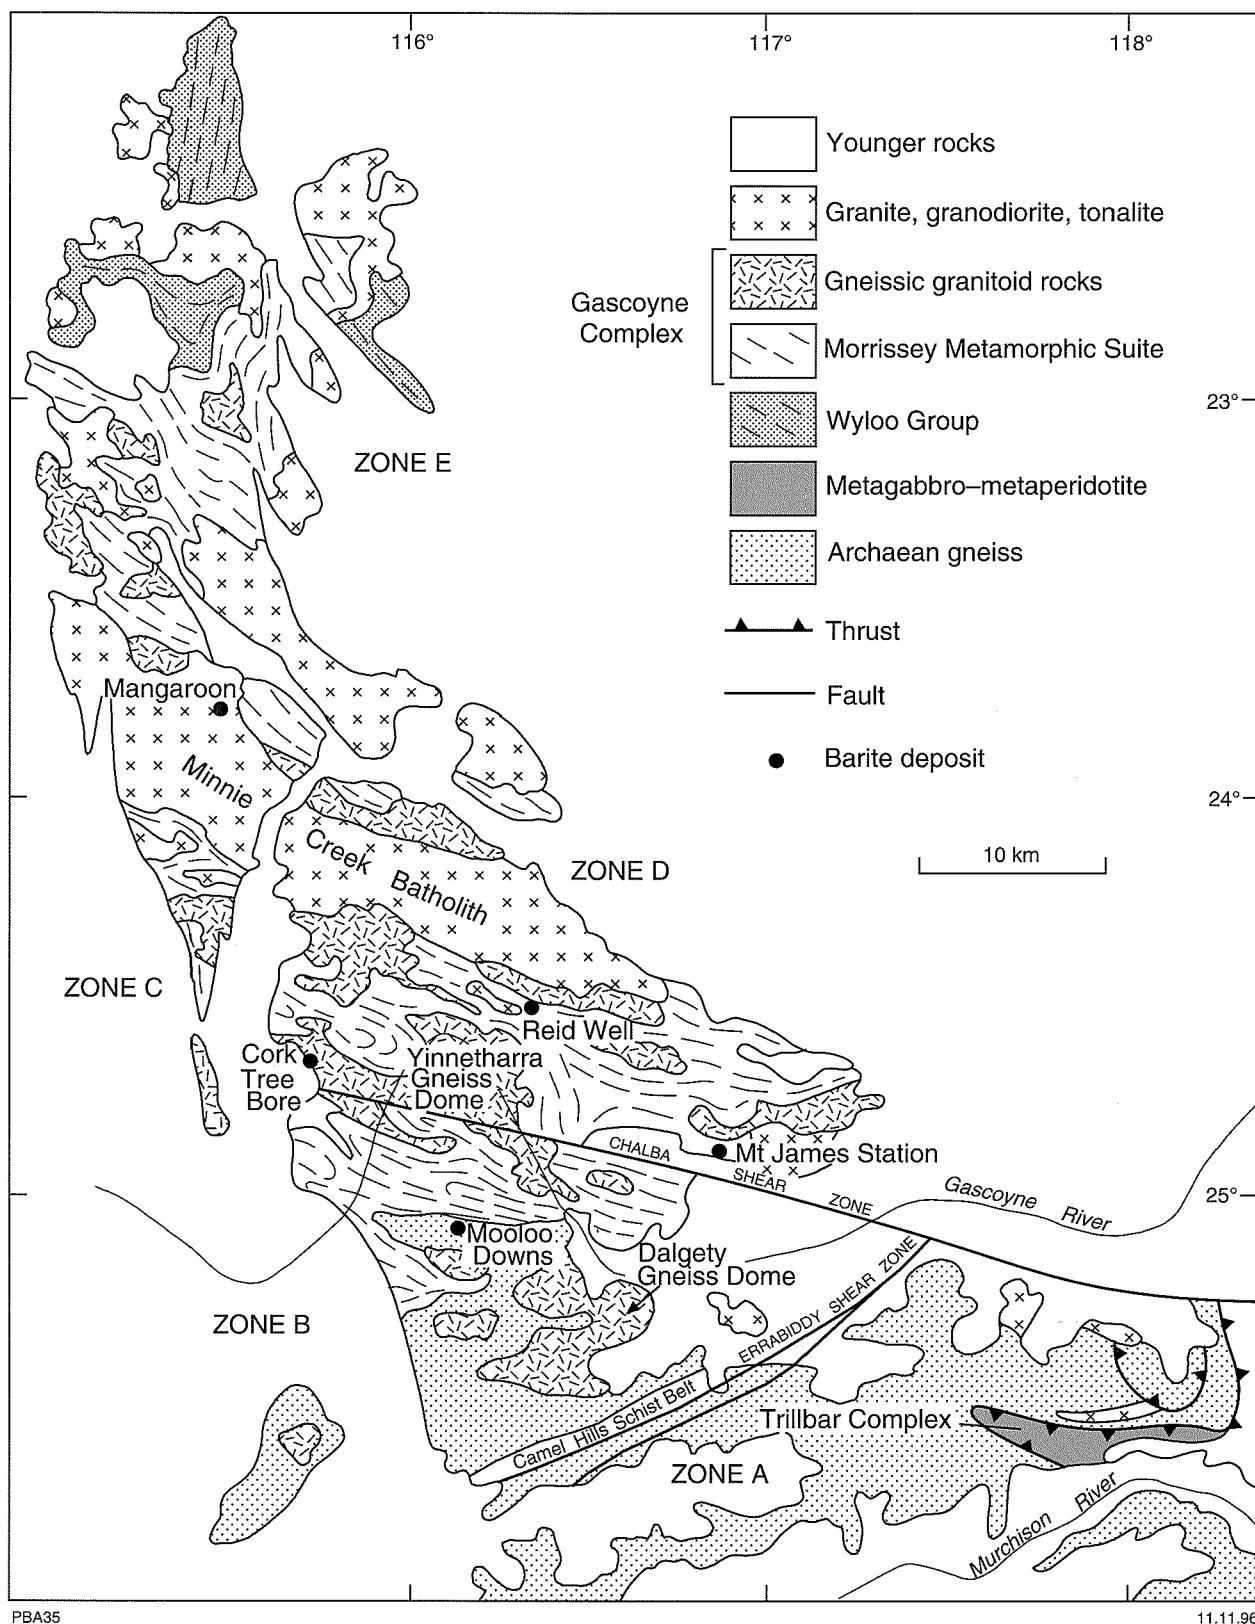 116°
117°
118°
Younger rocks
Granite, granodiorite, tonalite
Gneissic granitoid rocks
Gascoyne
Complex
Morrissey Metamorphic Suite
23°
Wyloo Group
ZONE E
Metagabbro–metaperidotite
Archaean gneiss
Thrust
Mangaroon
Fault
Barite deposit
Minnie
24°
10 km
Creek
Batholith
ZONE D
ZONE C
Reid Well
Cork
Tree
Bore
Yinnetharra
Gneiss
Dome
CHALBA
SHEAR
ZONE
Mt James Station
Gascoyne
River
25°
Mooloo
Downs
Dalgety
Gneiss Dome
ZONE B
ERRABIDDY SHEAR ZONE
Camel Hills Schist Belt
Trillbar Complex
ZONE A
Murchison
River
PBA35
11.11.96